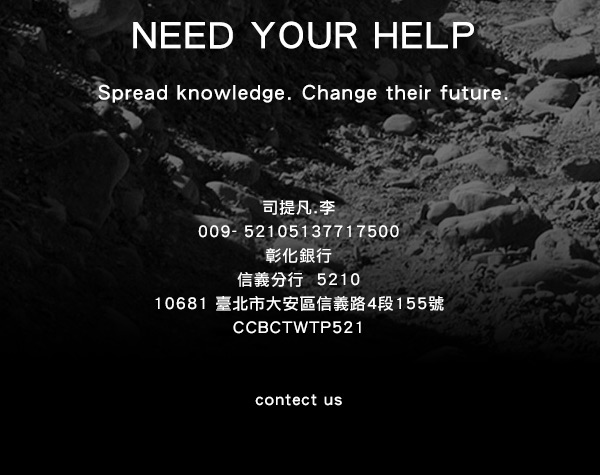 NEED YOUR HELP
Spread knowledge. Change their future.
司提凡.李
009- 52105137717500
彰化銀行
信義分行 5210
10681 臺北市大安區信義路4段155號
CCBCTWTP521
contect us